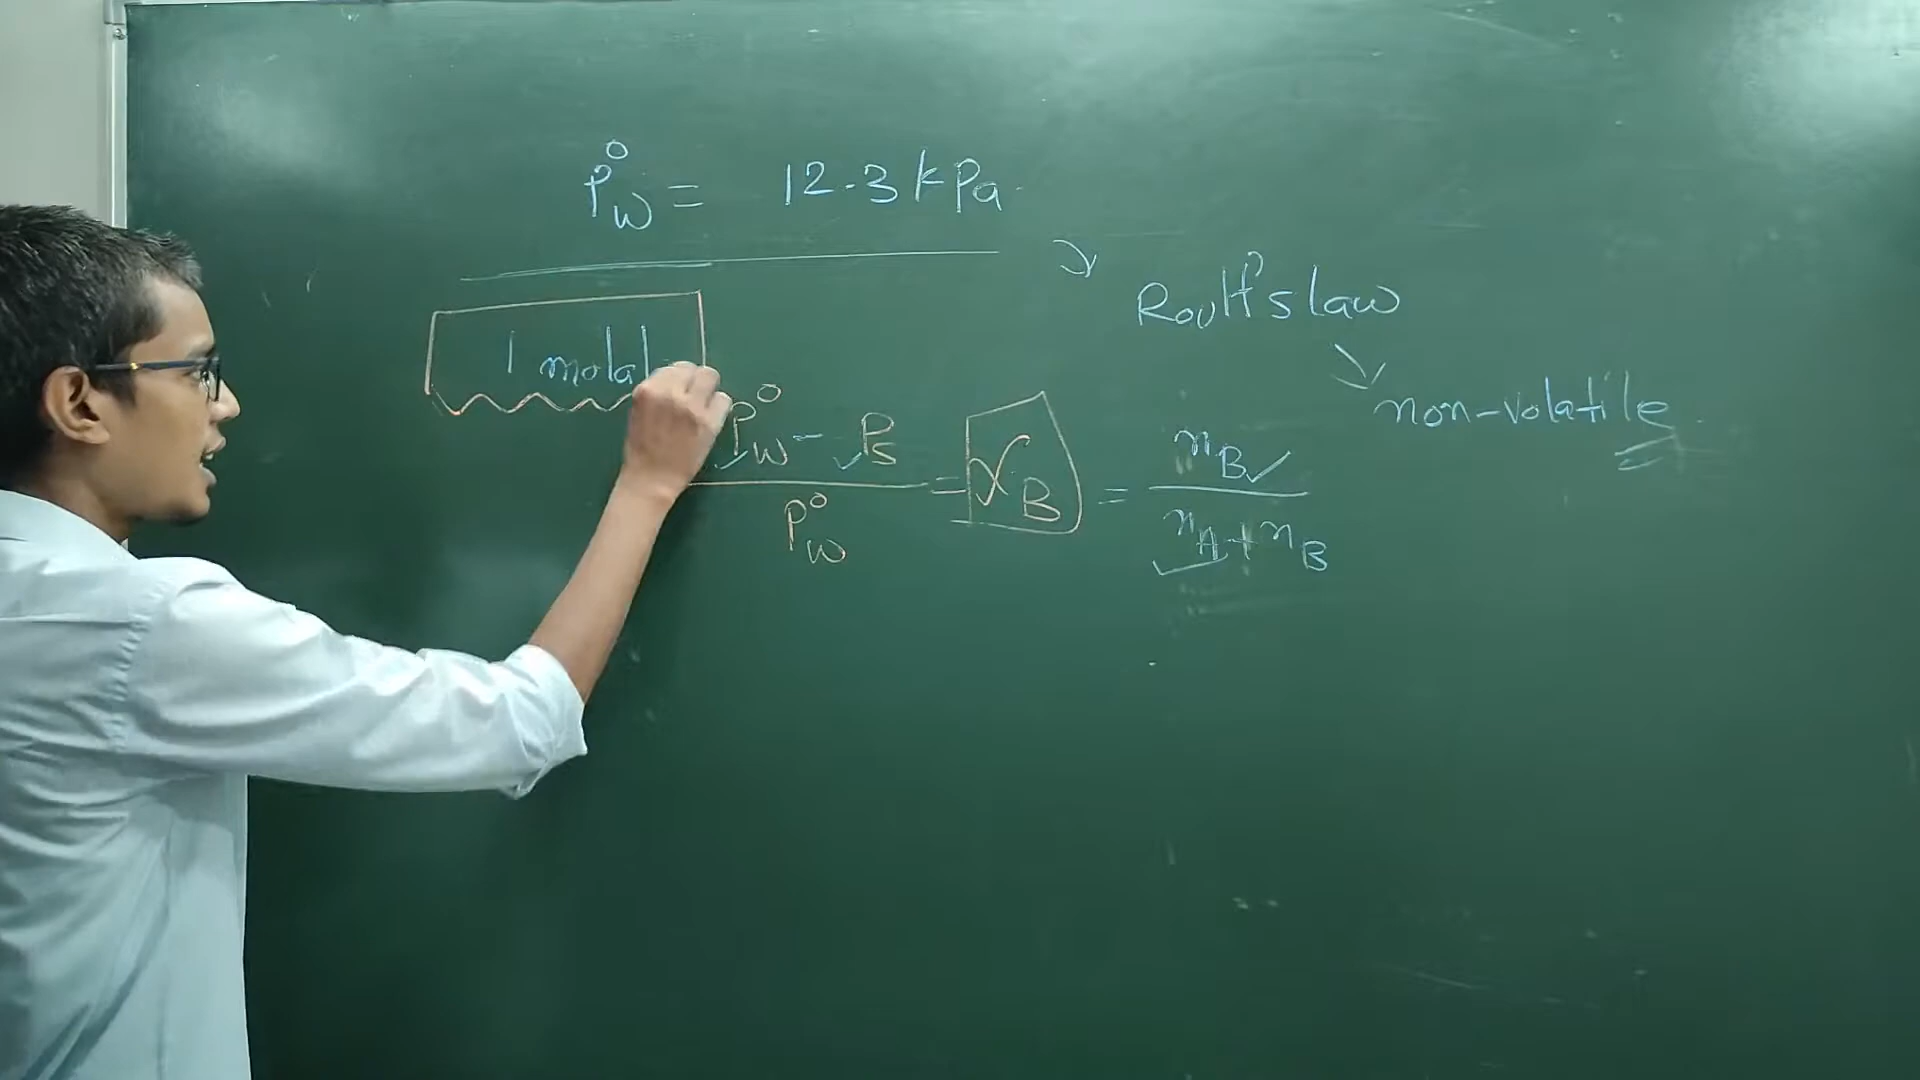 P°w = 12.3 kPa.
Roult's law
1 molal
non-volatile.
P°w - Ps / P°w = xB = nB / nA + nB